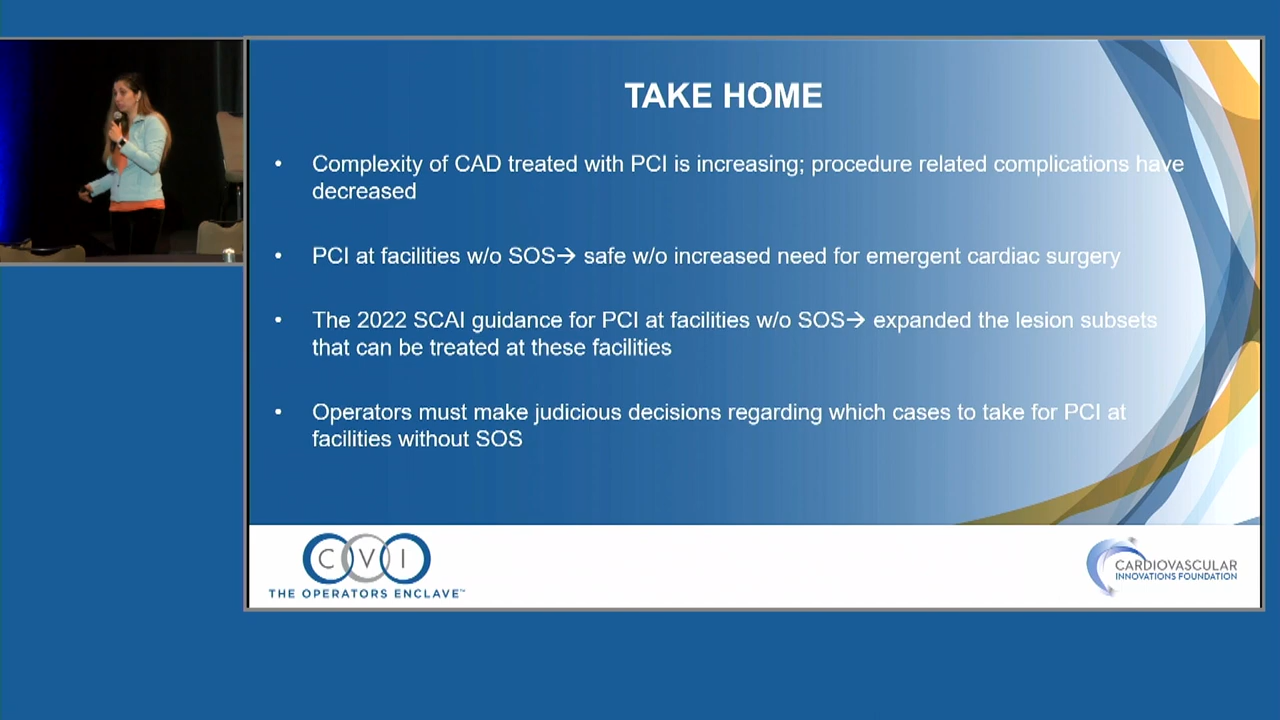 TAKE HOME
• Complexity of CAD treated with PCI is increasing; procedure related complications have
decreased
• PCI at facilities w/o SOS→ safe w/o increased need for emergent cardiac surgery
• The 2022 SCAI guidance for PCI at facilities w/o SOS→ expanded the lesion subsets
that can be treated at these facilities
• Operators must make judicious decisions regarding which cases to take for PCI at
facilities without SOS
CVI
THE OPERATORS ENCLAVE™
CARDIOVASCULAR
INNOVATIONS FOUNDATION